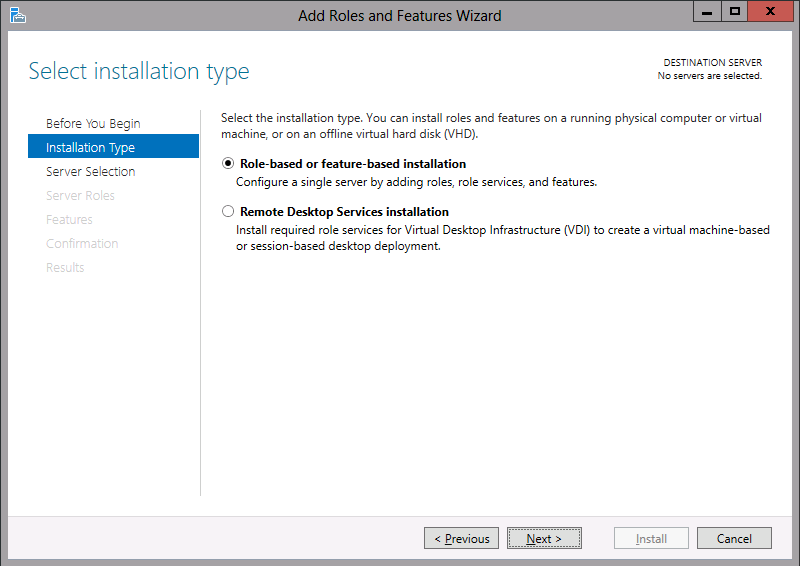 Add Roles and Features Wizard
Select installation type
DESTINATION SERVER
No servers are selected.
Before You Begin
Installation Type
Server Selection
Server Roles
Features
Confirmation
Results
Select the installation type. You can install roles and features on a running physical computer or virtual
machine, or on an offline virtual hard disk (VHD).
Role-based or feature-based installation
Configure a single server by adding roles, role services, and features.
Remote Desktop Services installation
Install required role services for Virtual Desktop Infrastructure (VDI) to create a virtual machine-based
or session-based desktop deployment.
< Previous
Next >
Install
Cancel